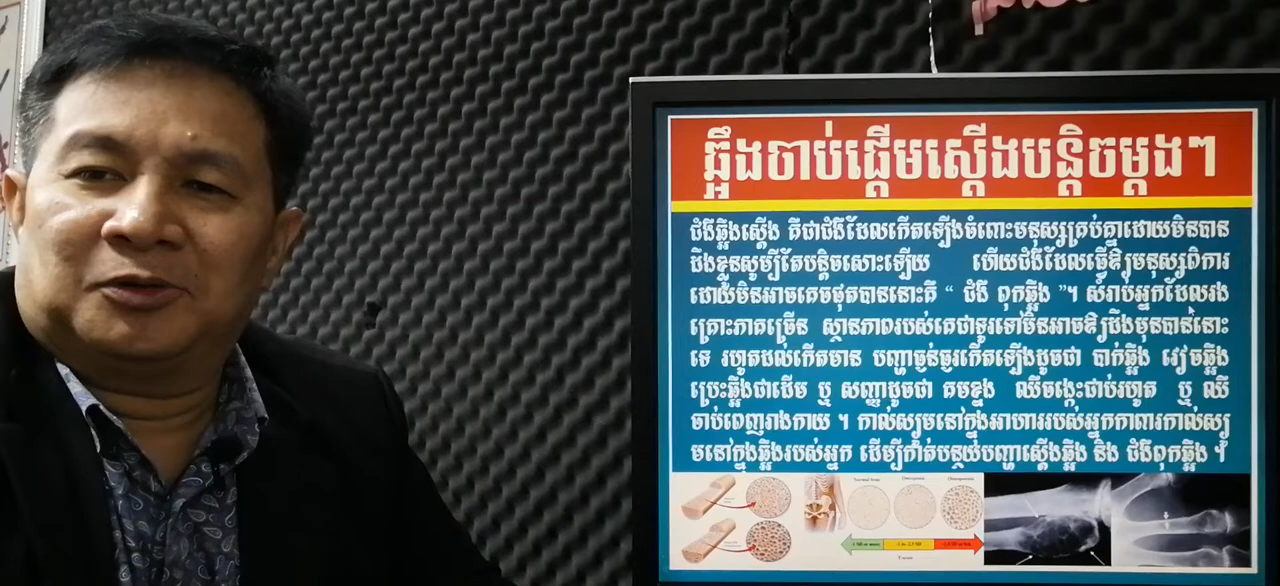 ឆ្អឹងចាប់ផ្ដើមស្ដើងបន្ដិចម្ដងៗ
ជំងឺឆ្អឹងស្ដើង គឺជាជំងឺដែលកើតឡើងចំពោះមនុស្សគ្រប់គ្នាដោយមិនបាន
ដឹងខ្លួនសូម្បីតែបន្ដិចសោះឡើយ ហើយជំងឺដែលធ្វើឱ្យមនុស្សពិការ
ដោយមិនអាចគេចផុតបាននោះគឺ “ ជំងឺ ពុកឆ្អឹង ”។ សំរាប់អ្នកដែលរង
គ្រោះភាគច្រើន ស្ថានភាពរបស់គេជាទូរទៅមិនអាចឱ្យដឹងមុនបាននោះ
ទេ រហូតដល់កើតមាន បញ្ហាធ្ងន់ធ្ងរកើតឡើងដូចជា បាក់ឆ្អឹង វៀចឆ្អឹង
ប្រេះឆ្អឹងជាដើម ឬ សញ្ញាដូចជា គមខ្នង ឈឺចង្កេះជាប់រហូត ឬ ឈឺ
ចាប់ពេញរាងកាយ ។ កាល់ស្យូមនៅក្នុងអាហាររបស់អ្នកការពារកាល់ស្យូ
មនៅក្នុងឆ្អឹងរបស់អ្នក ដើម្បីកាត់បន្ថយបញ្ហាស្ដើងឆ្អឹង និង ជំងឺពុកឆ្អឹង ។